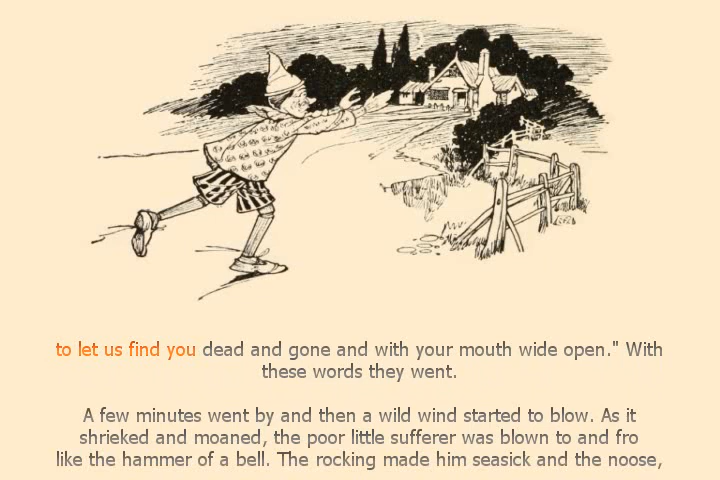 to let us find you dead and gone and with your mouth wide open." With
these words they went.
A few minutes went by and then a wild wind started to blow. As it
shrieked and moaned, the poor little sufferer was blown to and fro
like the hammer of a bell. The rocking made him seasick and the noose,